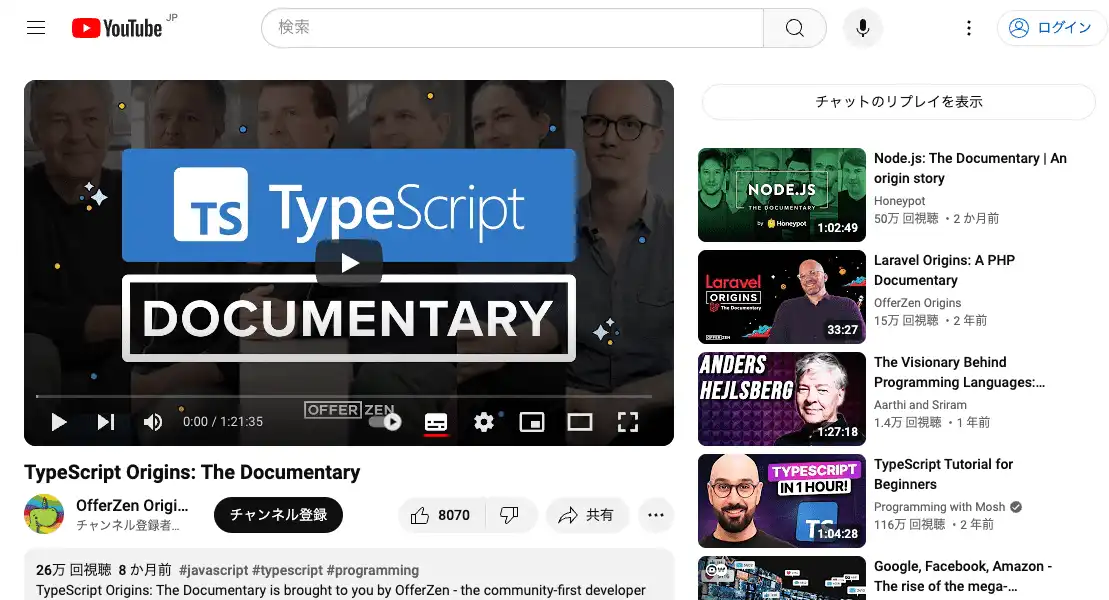 YouTube JP
検索
ログイン
TS TypeScript
DOCUMENTARY
OFFERZEN
0:00 / 1:21:35
TypeScript Origins: The Documentary
OfferZen Origi...
チャンネル登録者...
チャンネル登録
8070
共有
26万 回視聴 8 か月前 #javascript #typescript #programming
TypeScript Origins: The Documentary is brought to you by OfferZen - the community-first developer
チャットのリプレイを表示
NODE.JS
THE DOCUMENTARY
by Honeypot
1:02:49
Node.js: The Documentary | An
origin story
Honeypot
50万 回視聴 ・2 か月前
Laravel
ORIGINS
The Documentary
OFFERZEN
33:27
Laravel Origins: A PHP
Documentary
OfferZen Origins
15万 回視聴 ・2 年前
ANDERS
HEJLSBERG
1:27:18
The Visionary Behind
Programming Languages:...
Aarthi and Sriram
1.4万 回視聴 ・1 年前
TYPESCRIPT
IN 1 HOUR!
TS
1:04:28
TypeScript Tutorial for
Beginners
Programming with Mosh
116万 回視聴 ・2 年前
DW
Google, Facebook, Amazon -
The rise of the mega-...